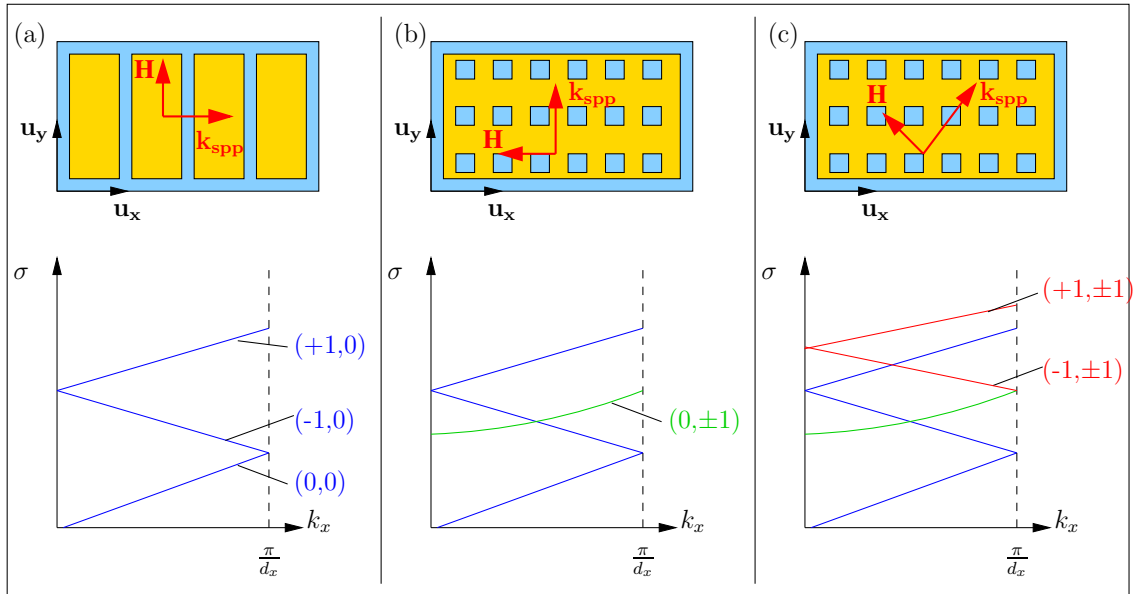 (a)
H
k_spp
u_y
u_x
σ
(+1,0)
(-1,0)
(0,0)
k_x
π/d_x
(b)
k_spp
H
u_y
u_x
σ
(0,±1)
k_x
π/d_x
(c)
k_spp
H
u_y
u_x
σ
(+1,±1)
(-1,±1)
k_x
π/d_x